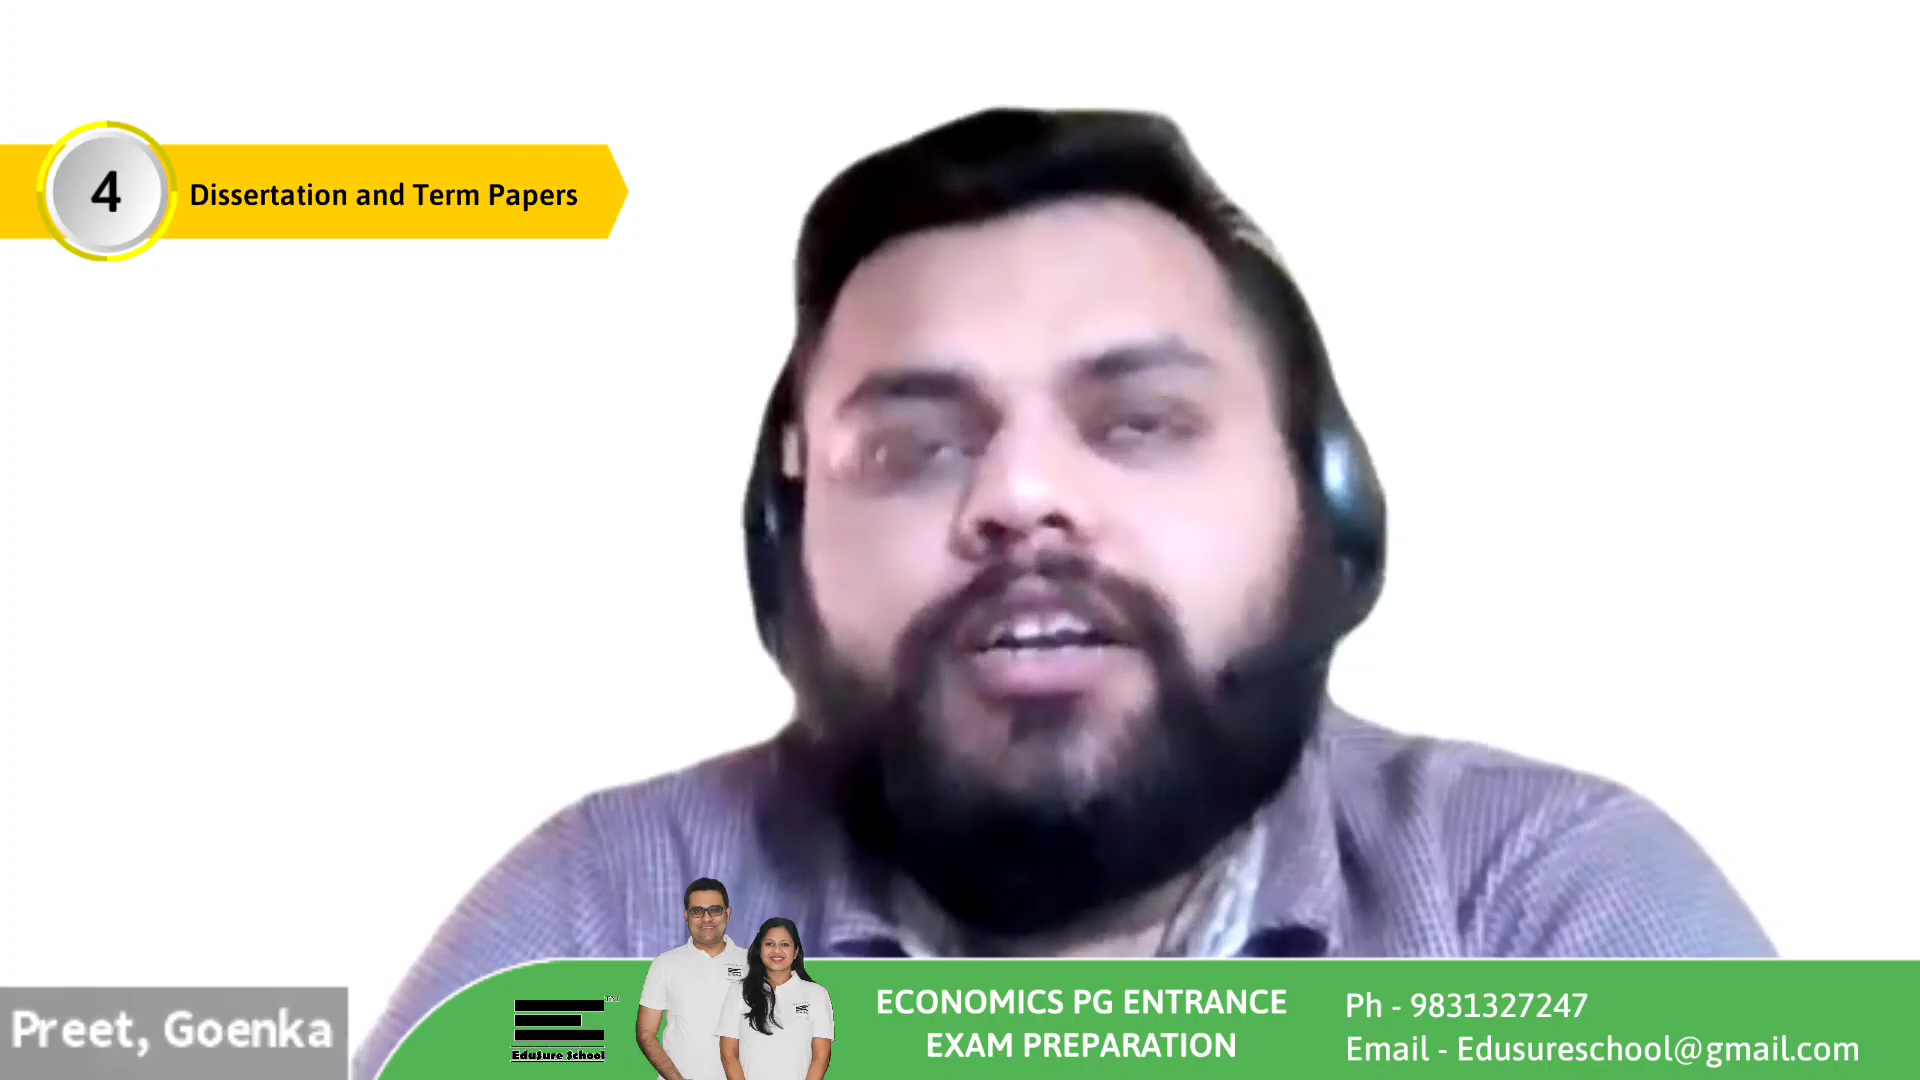 4
Dissertation and Term Papers
Preet, Goenka
TM
EduSure School
ECONOMICS PG ENTRANCE
EXAM PREPARATION
Ph - 9831327247
Email - Edusureschool@gmail.com